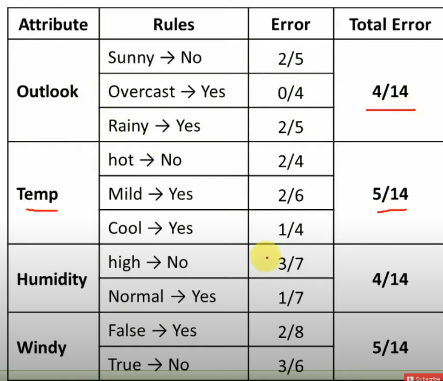 Attribute Rules Error Total Error
Outlook
Sunny → No 2/5
Overcast → Yes 0/4
Rainy → Yes 2/5
4/14
Temp
hot → No 2/4
Mild → Yes 2/6
Cool → Yes 1/4
5/14
Humidity
high → No 3/7
Normal → Yes 1/7
4/14
Windy
False → Yes 2/8
True → No 3/6
5/14
Subscribe